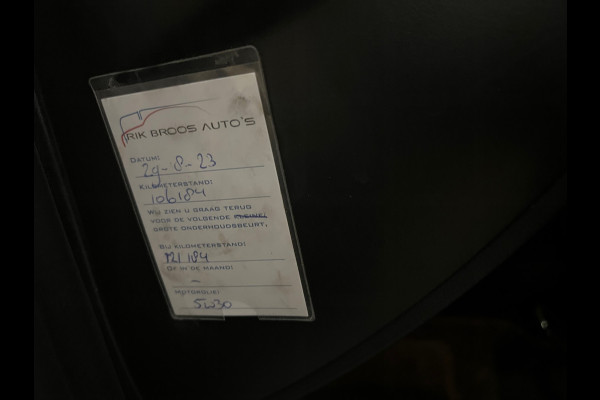 RIK BROOS AUTO'S
DATUM:
29-8-23
KILOMETERSTAND:
106184
WIJ ZIEN U GRAAG TERUG
VOOR DE VOLGENDE KLEINE/
GROTE ONDERHOUDSBEURT,
BIJ KILOMETERSTAND:
121184
OF IN DE MAAND:
-
MOTOROLIE:
5W30